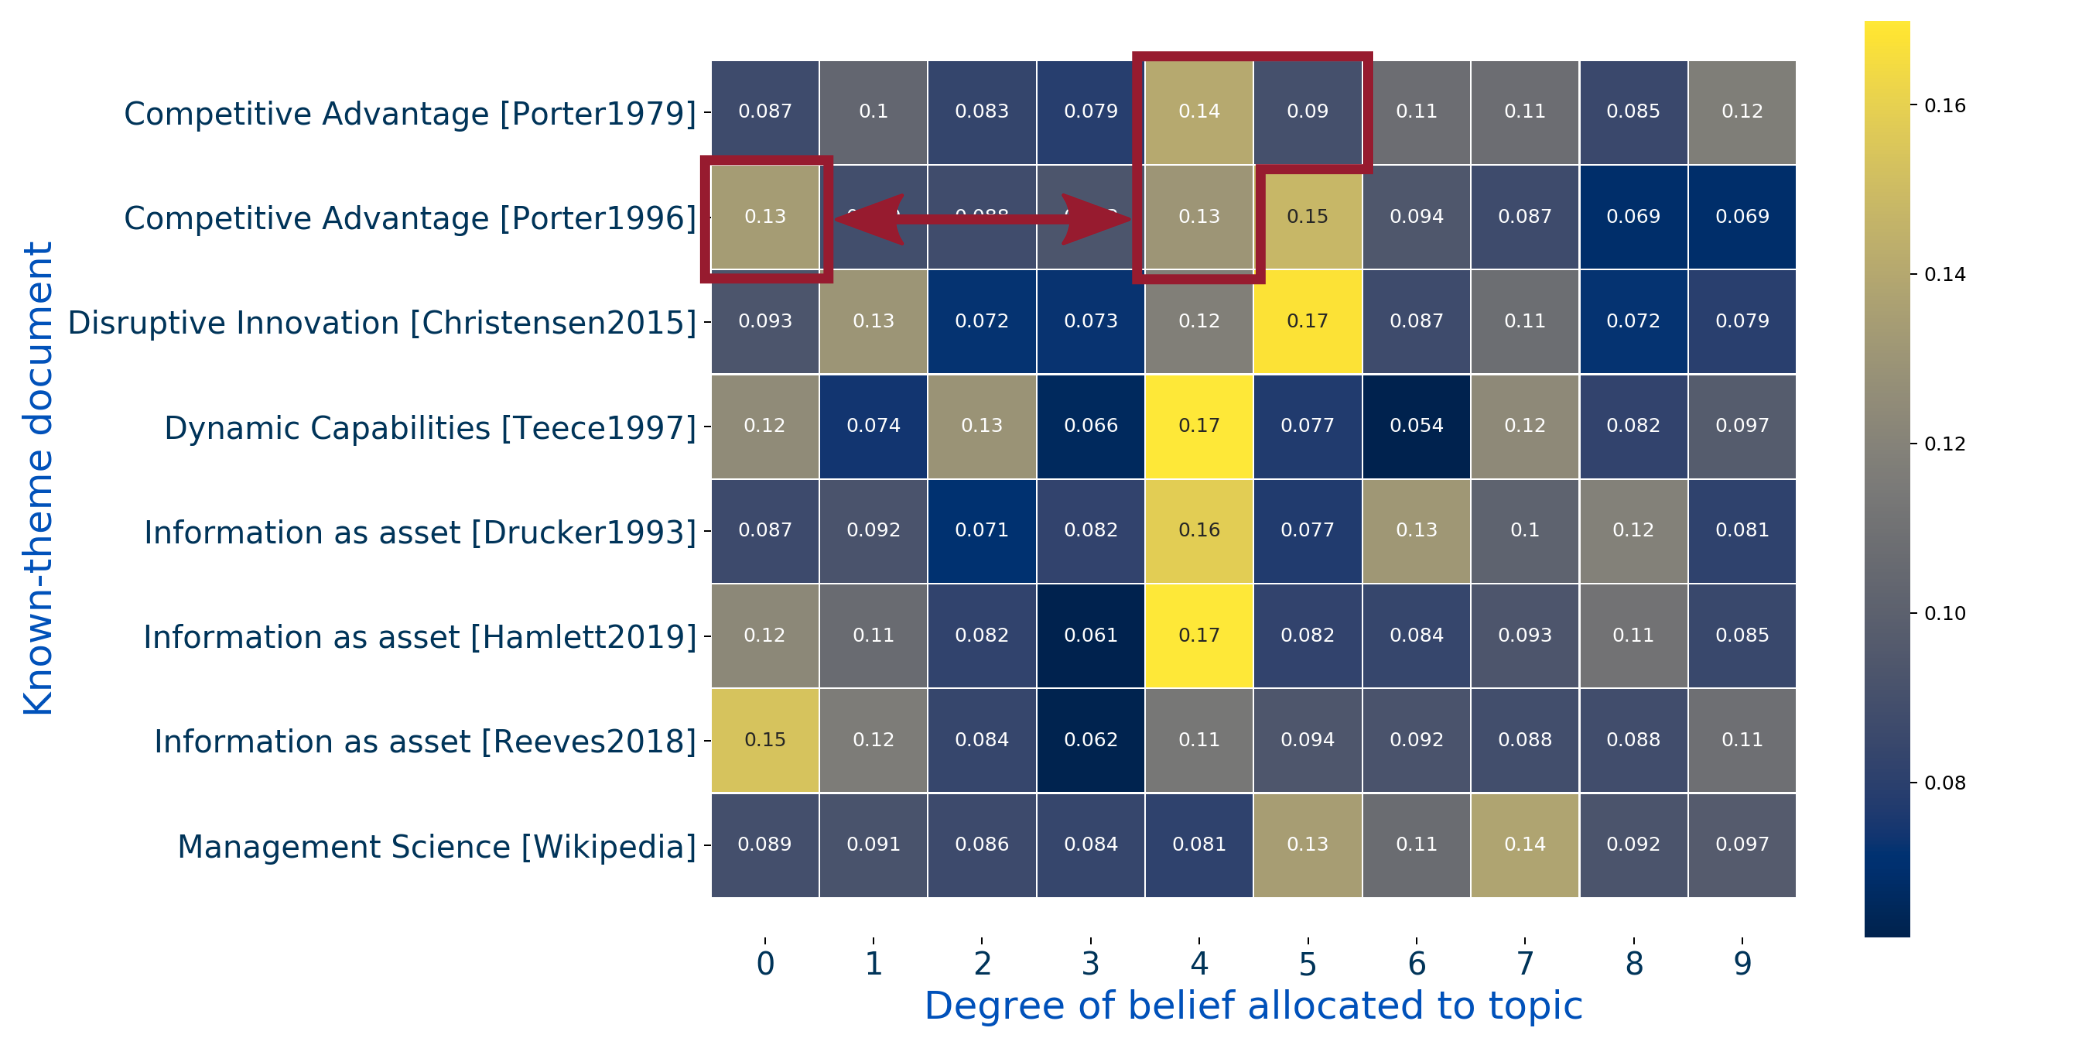 Competitive Advantage [Porter1979] 0.087 0.1 0.083 0.079 0.14 0.09 0.11 0.11 0.085 0.12
Competitive Advantage [Porter1996] 0.13 0.13 0.15 0.094 0.087 0.069 0.069
Disruptive Innovation [Christensen2015] 0.093 0.13 0.072 0.073 0.12 0.17 0.087 0.11 0.072 0.079
Dynamic Capabilities [Teece1997] 0.12 0.074 0.13 0.066 0.17 0.077 0.054 0.12 0.082 0.097
Information as asset [Drucker1993] 0.087 0.092 0.071 0.082 0.16 0.077 0.13 0.1 0.12 0.081
Information as asset [Hamlett2019] 0.12 0.11 0.082 0.061 0.17 0.082 0.084 0.093 0.11 0.085
Information as asset [Reeves2018] 0.15 0.12 0.084 0.062 0.11 0.094 0.092 0.088 0.088 0.11
Management Science [Wikipedia] 0.089 0.091 0.086 0.084 0.081 0.13 0.11 0.14 0.092 0.097
0 1 2 3 4 5 6 7 8 9
Degree of belief allocated to topic
Known-theme document
0.16
0.14
0.12
0.10
0.08